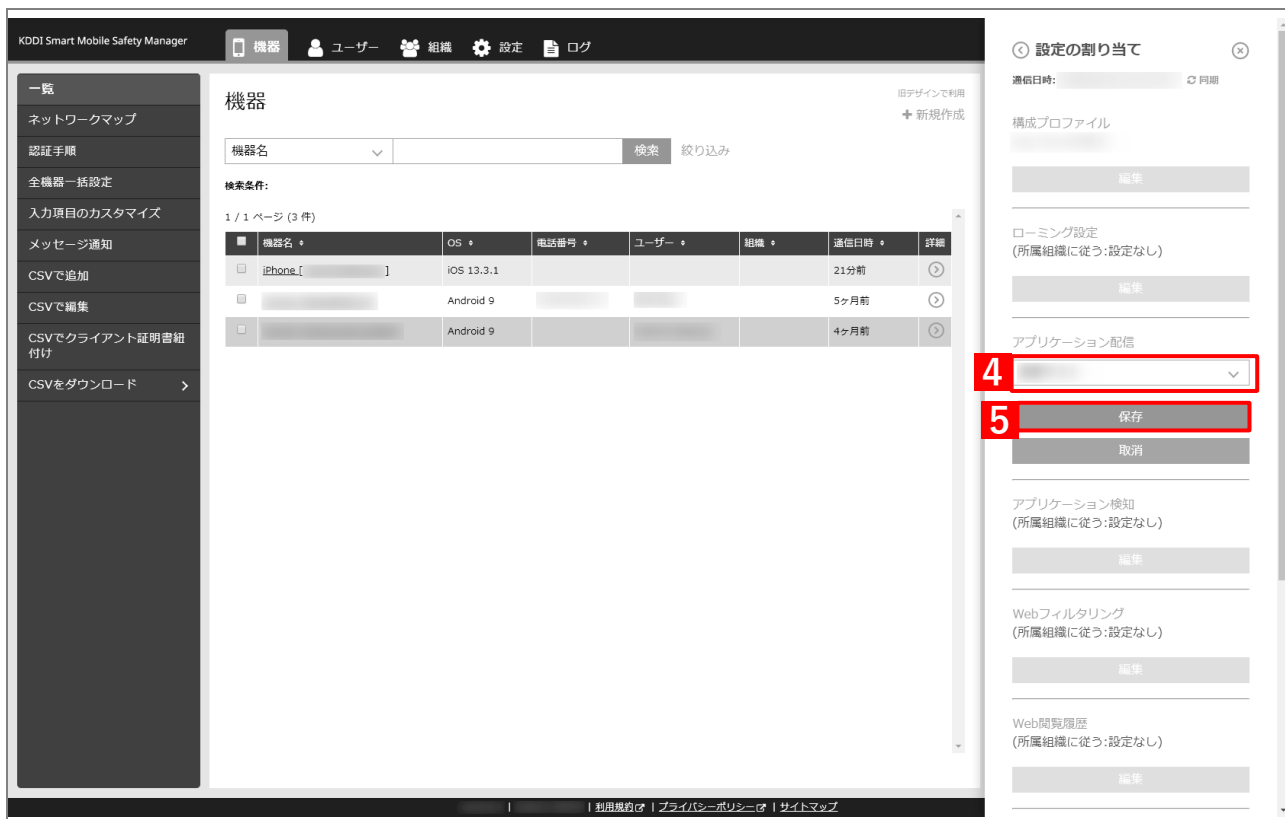 KDDI Smart Mobile Safety Manager
機器
ユーザー
組織
設定
ログ
一覧
ネットワークマップ
認証手順
全機器一括設定
入力項目のカスタマイズ
メッセージ通知
CSVで追加
CSVで編集
CSVでクライアント証明書紐
付け
CSVをダウンロード
機器
旧デザインで利用
+ 新規作成
機器名
検索
絞り込み
検索条件:
1 / 1 ページ (3 件)
機器名 OS 電話番号 ユーザー 組織 通信日時 詳細
iPhone [ ] iOS 13.3.1 21分前
Android 9 5ヶ月前
Android 9 4ヶ月前
設定の割り当て
通信日時: 同期
構成プロファイル
編集
ローミング設定
(所属組織に従う:設定なし)
編集
アプリケーション配信
4
5 保存
取消
アプリケーション検知
(所属組織に従う:設定なし)
編集
Webフィルタリング
(所属組織に従う:設定なし)
編集
Web閲覧履歴
(所属組織に従う:設定なし)
編集
| | 利用規約 | プライバシーポリシー | サイトマップ